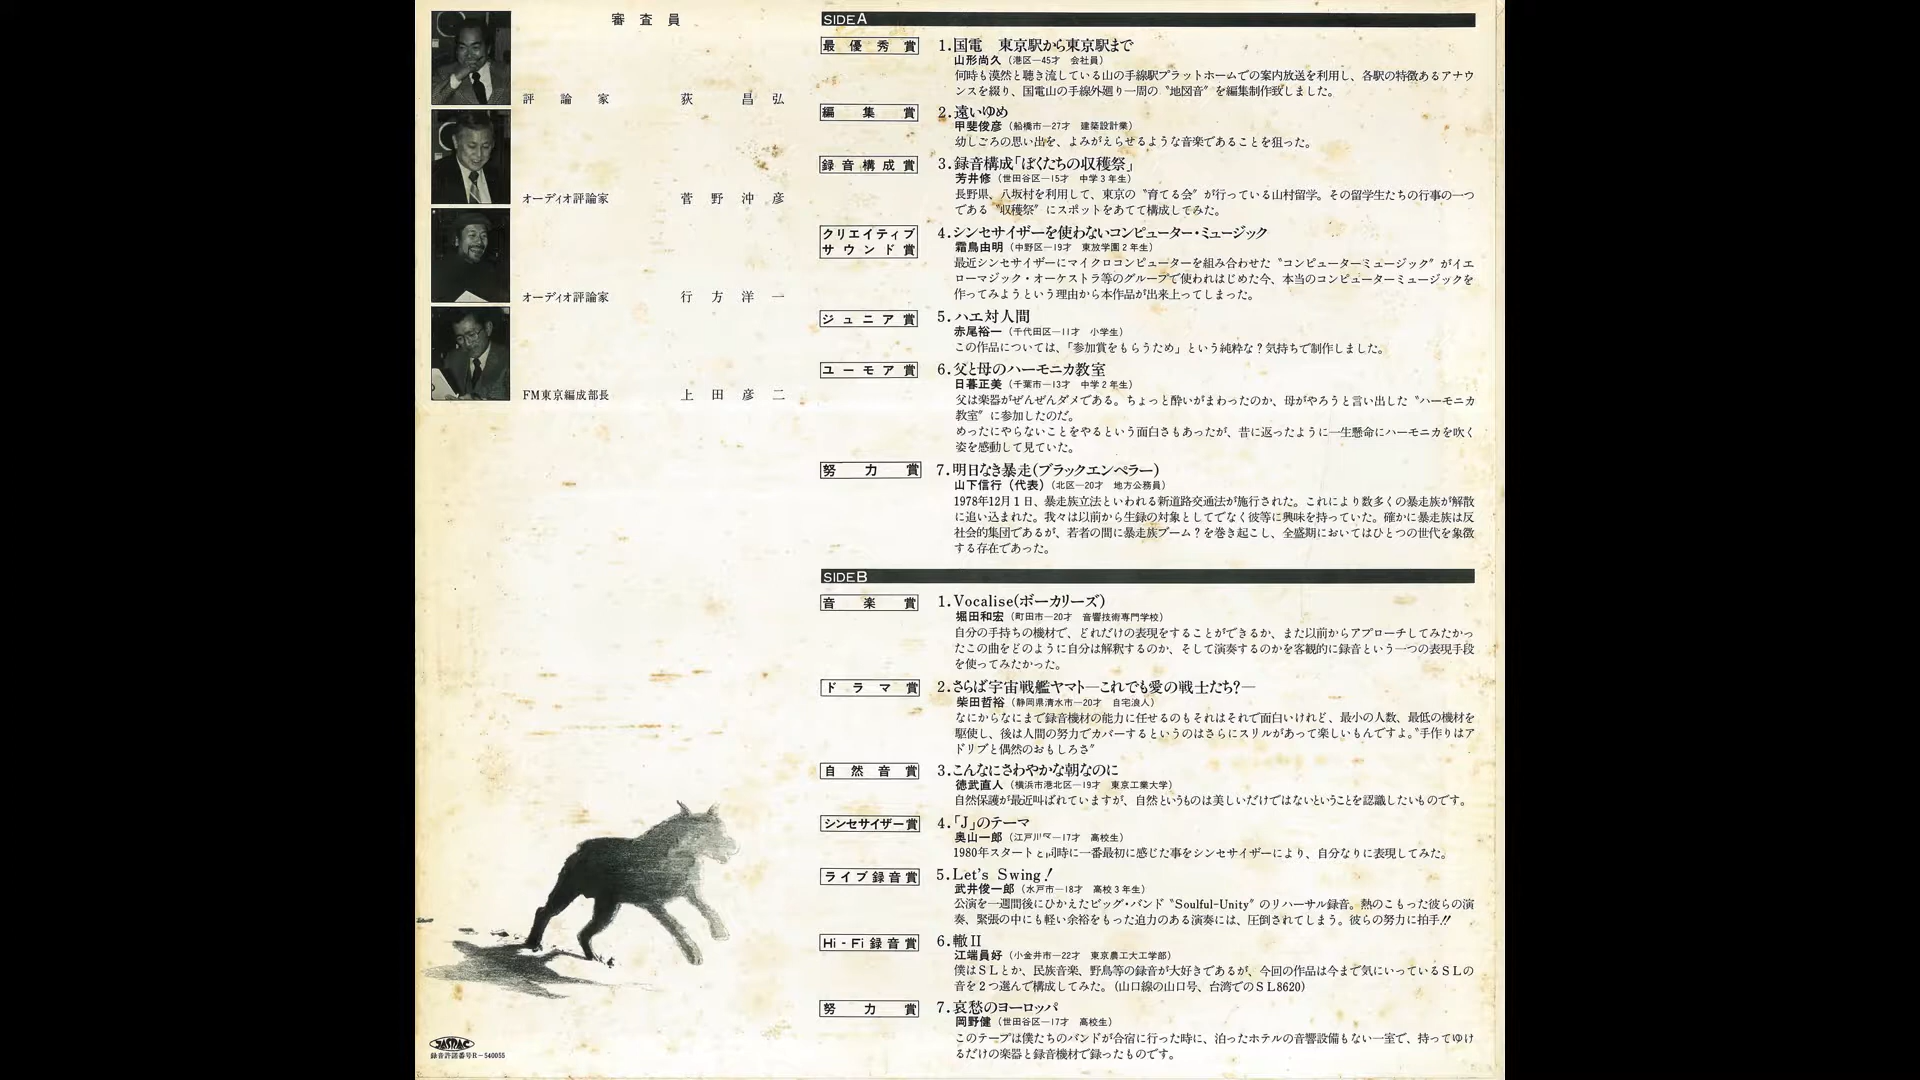 審査員
評論家 荻昌弘
オーディオ評論家 菅野沖彦
オーディオ評論家 行方洋一
FM東京編成部長 上田彦二
SIDE A
最優秀賞
1.国電 東京駅から東京駅まで
山形尚久(港区―45才 会社員)
何時も漠然と聴き流している山の手線駅プラットホームでの案内放送を利用し、各駅の特徴あるアナウ
ンスを綴り、国電山の手線外廻り一周の〝地図音〞を編集制作致しました。
編集賞
2.遠いゆめ
甲斐俊彦(船橋市―27才 建築設計業)
幼しごろの思い出を、よみがえらせるような音楽であることを狙った。
録音構成賞
3.録音構成「ぼくたちの収穫祭」
芳井修(世田谷区―15才 中学3年生)
長野県、八坂村を利用して、東京の〝育てる会〞が行っている山村留学。その留学生たちの行事の一つ
である〝収穫祭〞にスポットをあてて構成してみた。
クリエイティブ
サウンド賞
4.シンセサイザーを使わないコンピューター・ミュージック
霜鳥由明(中野区―19才 東放学園2年生)
最近シンセサイザーにマイクロコンピューターを組み合わせた〝コンピューターミュージック〞がイエ
ローマジック・オーケストラ等のグループで使われはじめた今、本当のコンピューターミュージックを
作ってみようという理由から本作品が出来上ってしまった。
ジュニア賞
5.ハエ対人間
赤尾裕一(千代田区―11才 小学生)
この作品については、「参加賞をもらうため」という純粋な?気持ちで制作しました。
ユーモア賞
6.父と母のハーモニカ教室
日暮正美(千葉市―13才 中学2年生)
父は楽器がぜんぜんダメである。ちょっと酔いがまわったのか、母がやろうと言い出した〝ハーモニカ
教室〞に参加したのだ。
めったにやらないことをやるという面白さもあったが、昔に返ったように一生懸命にハーモニカを吹く
姿を感動して見ていた。
努力賞
7.明日なき暴走(ブラックエンペラー)
山下信行(代表)(北区―20才 地方公務員)
1978年12月1日、暴走族立法といわれる新道路交通法が施行された。これにより数多くの暴走族が解散
に追い込まれた。我々は以前から生録の対象としてでなく彼等に興味を持っていた。確かに暴走族は反
社会的集団であるが、若者の間に暴走族ブーム?を巻き起こし、全盛期においてはひとつの世代を象徴
する存在であった。
SIDE B
音楽賞
1.Vocalise(ボーカリーズ)
堀田和宏(町田市―20才 音響技術専門学校)
自分の手持ちの機材で、どれだけの表現をすることができるか、また以前からアプローチしてみたかっ
たこの曲をどのように自分は解釈するのか、そして演奏するのかを客観的に録音という一つの表現手段
を使ってみたかった。
ドラマ賞
2.さらば宇宙戦艦ヤマト―これでも愛の戦士たち?―
柴田哲裕(静岡県清水市―20才 自宅浪人)
なにからなにまで録音機材の能力に任せるのもそれはそれで面白いけれど、最小の人数、最低の機材を
駆使し、後は人間の努力でカバーするというのはさらにスリルがあって楽しいもんですよ。〝手作りはア
ドリブと偶然のおもしろさ〞
自然音賞
3.こんなにさわやかな朝なのに
徳武直人(横浜市港北区―19才 東京工業大学)
自然保護が最近叫ばれていますが、自然というものは美しいだけではないということを認識したいものです。
シンセサイザー賞
4.「J」のテーマ
奥山一郎(江戸川区―17才 高校生)
1980年スタートと同時に一番最初に感じた事をシンセサイザーにより、自分なりに表現してみた。
ライブ録音賞
5.Let's Swing!
武井俊一郎(水戸市―18才 高校3年生)
公演を一週間後にひかえたビッグ・バンド〝Soulful-Unity〞のリハーサル録音。熱のこもった彼らの演
奏、緊張の中にも軽い余裕をもった迫力のある演奏には、圧倒されてしまう。彼らの努力に拍手!!
Hi-Fi録音賞
6.轍II
江端員好(小金井市―22才 東京農工大工学部)
僕はSLとか、民族音楽、野鳥等の録音が大好きであるが、今回の作品は今まで気にいっているSLの
音を2つ選んで構成してみた。(山口線の山口号、台湾でのSL8620)
努力賞
7.哀愁のヨーロッパ
岡野健(世田谷区―17才 高校生)
このテープは僕たちのバンドが合宿に行った時に、泊ったホテルの音響設備もない一室で、持ってゆけ
るだけの楽器と録音機材で録ったものです。
JASRAC
録音許諾番号R-540055